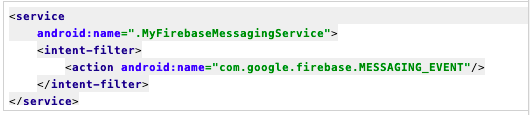 <service
    android:name=".MyFirebaseMessagingService">
    <intent-filter>
        <action android:name="com.google.firebase.MESSAGING_EVENT"/>
    </intent-filter>
</service>